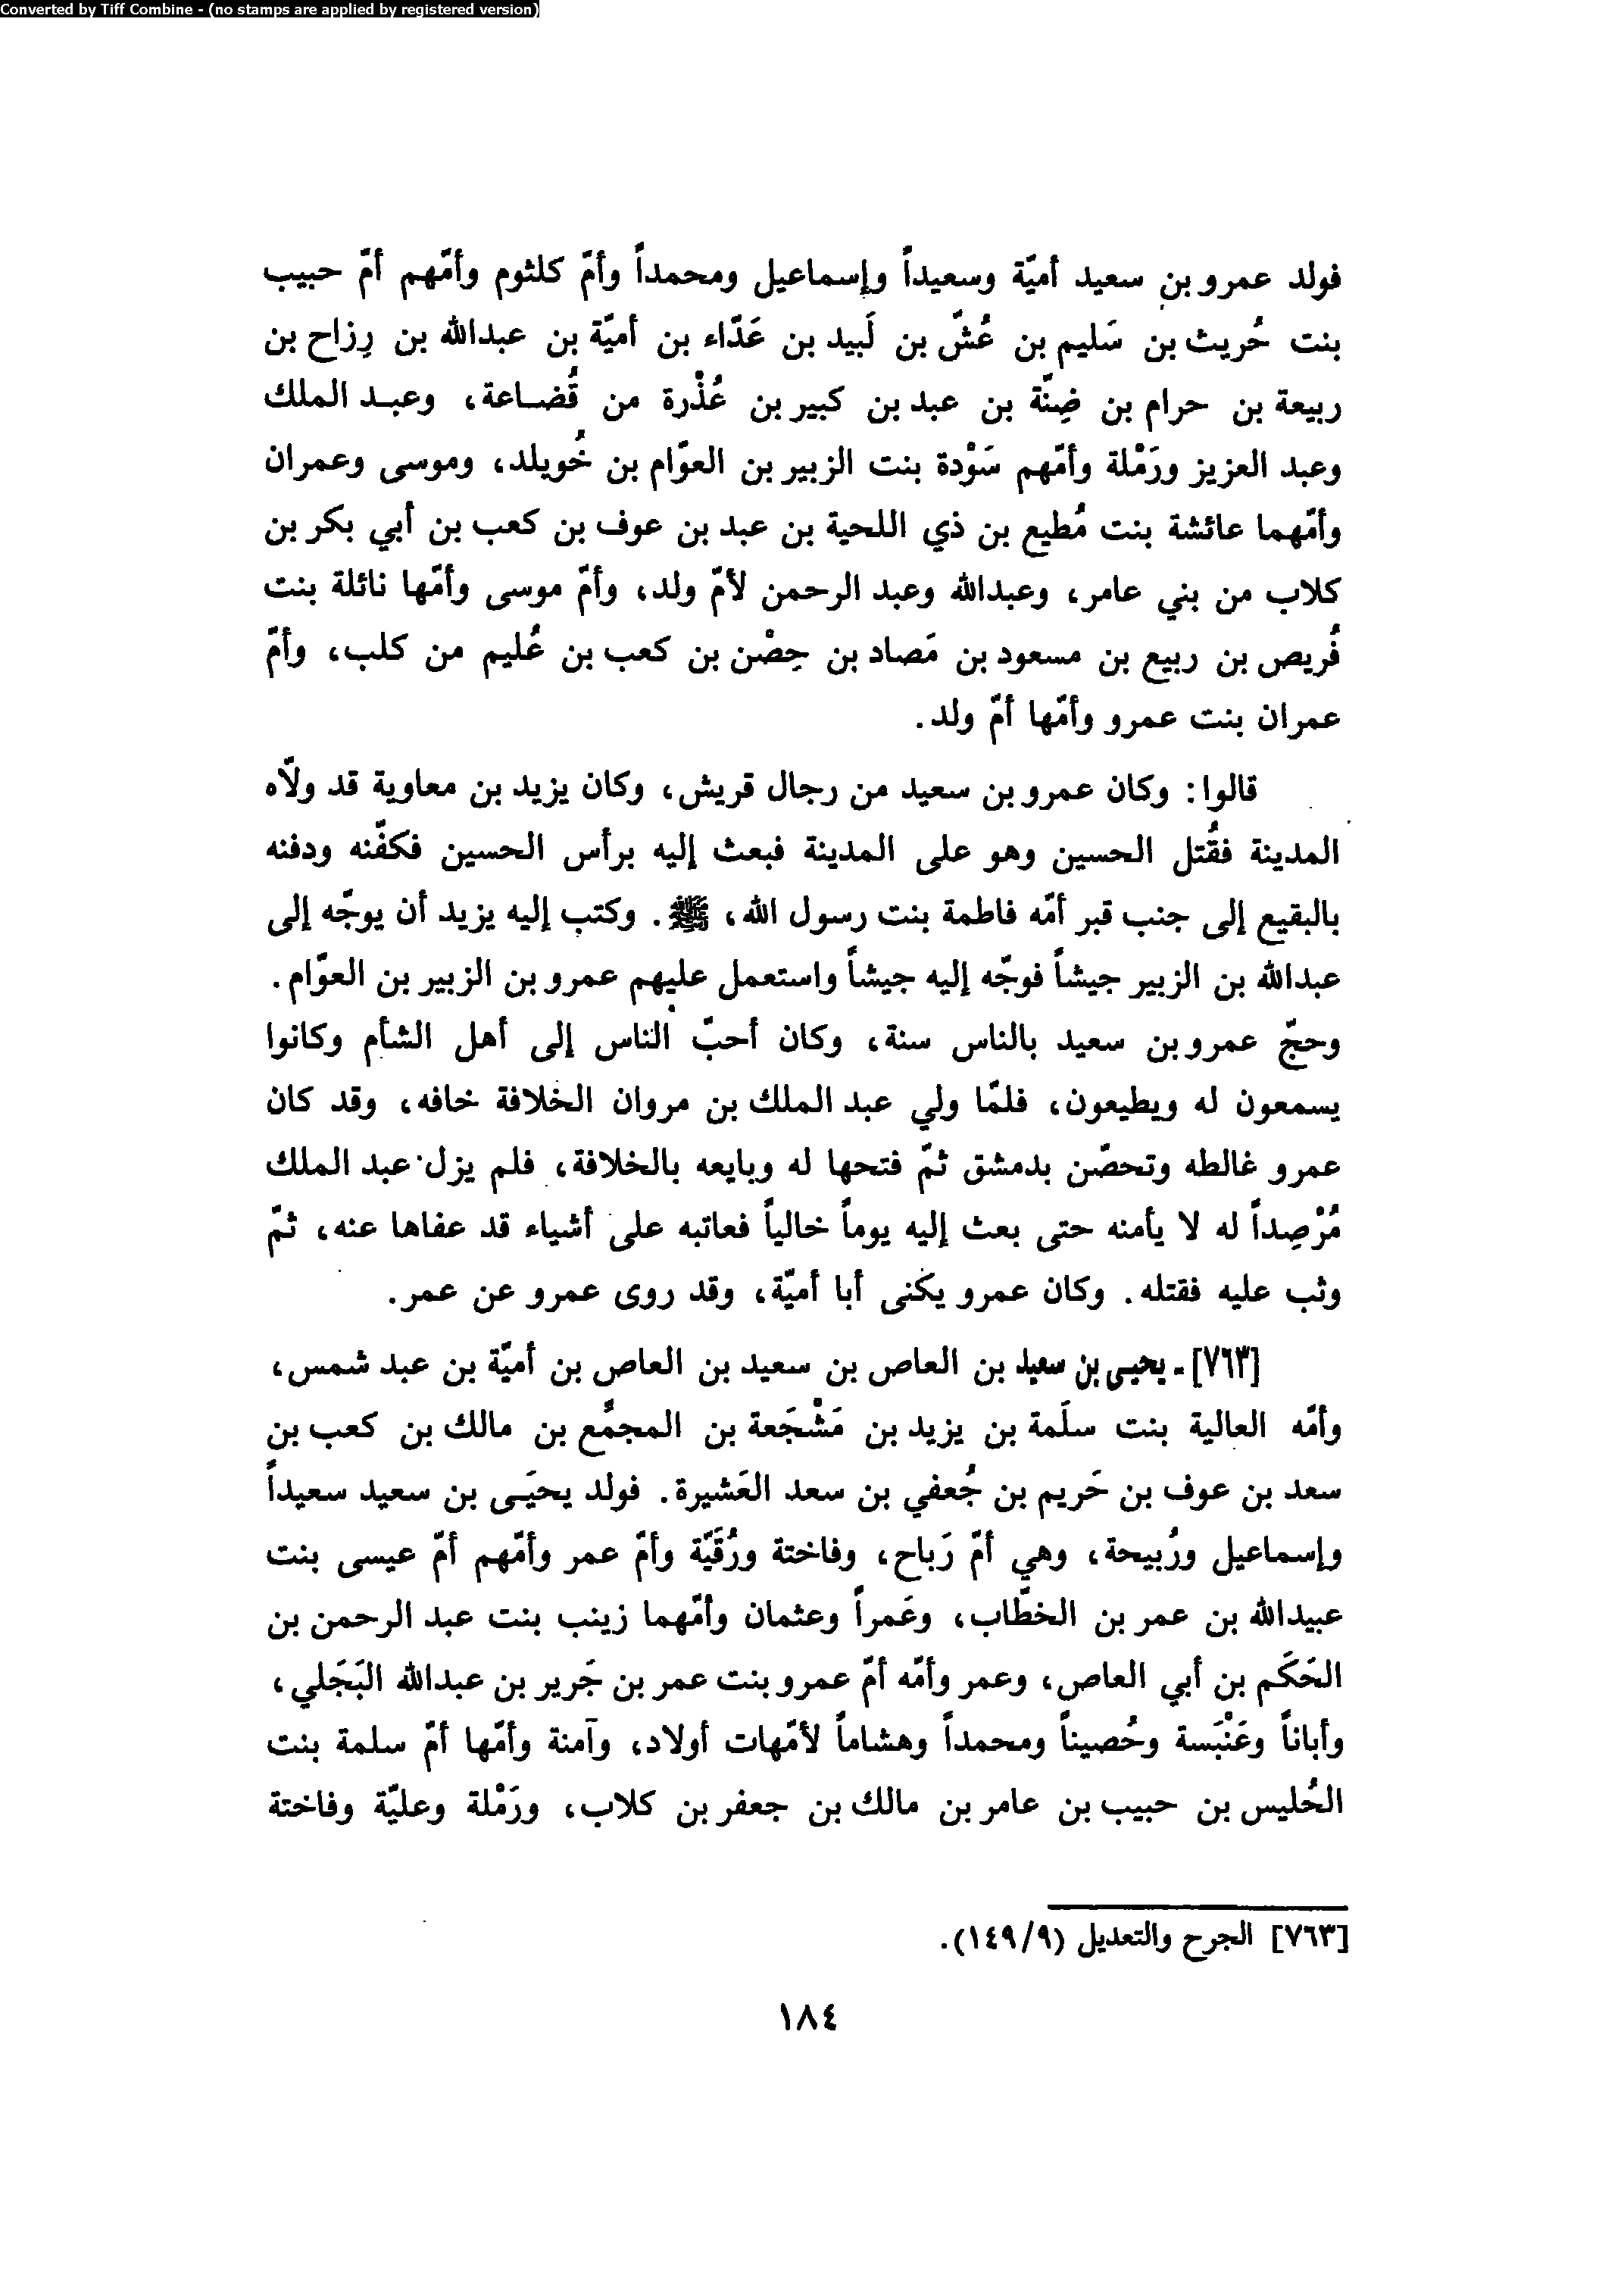 Converted by Tiff Combine - (no stamps are applied by registered version)
فولد عمرو بن سعيد أميّة وسعيداً وإسماعيل ومحمداً وأمّ كلثوم وأمّهم أمّ حبيب
بنت حُريث بن سَليم بن عُشّ بن لَبيد بن عَدّاء بن أميّة بن عبدالله بن رِزاح بن
ربيعة بن حرام بن ضِنّة بن عبد بن كبير بن عُذْرة من قُضاعة، وعبد الملك
وعبد العزيز ورَمْلة وأمّهم سَوْدة بنت الزبير بن العوّام بن خُويلد، وموسى وعمران
وأمّهما عائشة بنت مُطيع بن ذي اللحية بن عبد بن عوف بن كعب بن أبي بكر بن
كلاب من بني عامر، وعبدالله وعبد الرحمن لأمّ ولد، وأمّ موسى وأمّها نائلة بنت
فُريص بن ربيع بن مسعود بن مَصاد بن حِصْن بن كعب بن عُليم من كلب، وأمّ
عمران بنت عمرو وأمّها أمّ ولد.
قالوا: وكان عمرو بن سعيد من رجال قريش، وكان يزيد بن معاوية قد ولّاه
المدينة فقُتل الحسين وهو على المدينة فبعث إليه برأس الحسين فكفّنه ودفنه
بالبقيع إلى جنب قبر أمّه فاطمة بنت رسول الله، ﷺ. وكتب إليه يزيد أن يوجّه إلى
عبدالله بن الزبير جيشاً فوجّه إليه جيشاً واستعمل عليهم عمرو بن الزبير بن العوّام.
وحجّ عمرو بن سعيد بالناس سنة، وكان أحبّ الناس إلى أهل الشأم وكانوا
يسمعون له ويطيعون، فلمّا ولي عبد الملك بن مروان الخلافة خافه، وقد كان
عمرو غالطه وتحصّن بدمشق ثمّ فتحها له وبايعه بالخلافة، فلم يزل عبد الملك
مُرْصِداً له لا يأمنه حتى بعث إليه يوماً خالياً فعاتبه على أشياء قد عفاها عنه، ثمّ
وثب عليه فقتله. وكان عمرو يكنى أبا أميّة، وقد روى عمرو عن عمر.
[٧٦٣] - يحيى بن سعيد بن العاص بن سعيد بن العاص بن أميّة بن عبد شمس،
وأمّه العالية بنت سلَمة بن يزيد بن مَشْجَعة بن المجمُّع بن مالك بن كعب بن
سعد بن عوف بن حَريم بن جُعفي بن سعد العَشيرة. فولد يحيَى بن سعيد سعيداً
وإسماعيل ورُبيحة، وهي أمّ رَباح، وفاختة ورُقَيّة وأمّ عمر وأمّهم أمّ عيسى بنت
عبيدالله بن عمر بن الخطّاب، وعَمراً وعثمان وأمّهما زينب بنت عبد الرحمن بن
الحَكَم بن أبي العاص، وعمر وأمّه أمّ عمرو بنت عمر بن جَرير بن عبدالله البَجَلي،
وأباناً وعَنْبَسة وحُصيناً ومحمداً وهشاماً لأمّهات أولاد، وآمنة وأمّها أمّ سلمة بنت
الحُليس بن حبيب بن عامر بن مالك بن جعفر بن كلاب، ورَمْلة وعليّة وفاختة
[٧٦٣] الجرح والتعديل (١٤٩/٩).
١٨٤